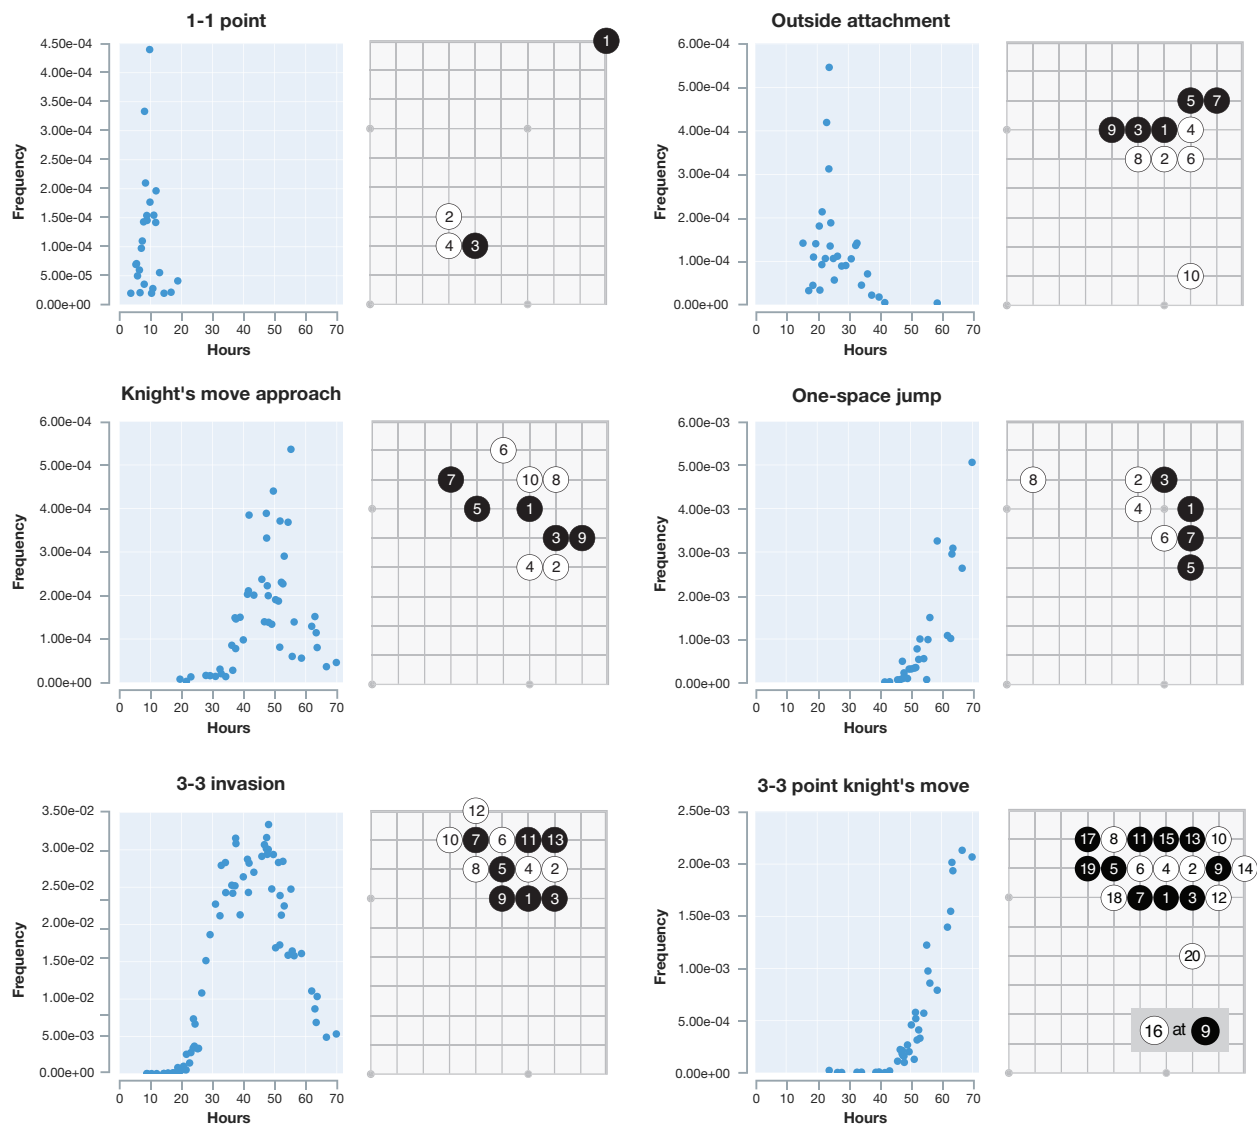 1-1 point
4.50e-04
4.00e-04
3.50e-04
3.00e-04
2.50e-04
2.00e-04
1.50e-04
1.00e-04
5.00e-05
0.00e+00
Frequency
0 10 20 30 40 50 60 70
Hours
1
2
4 3
Outside attachment
6.00e-04
5.00e-04
4.00e-04
3.00e-04
2.00e-04
1.00e-04
0.00e+00
Frequency
0 10 20 30 40 50 60 70
Hours
5 7
9 3 1 4
8 2 6
10
Knight's move approach
6.00e-04
5.00e-04
4.00e-04
3.00e-04
2.00e-04
1.00e-04
0.00e+00
Frequency
0 10 20 30 40 50 60 70
Hours
6
7 10 8
5 1
3 9
4 2
One-space jump
6.00e-03
5.00e-03
4.00e-03
3.00e-03
2.00e-03
1.00e-03
0.00e+00
Frequency
0 10 20 30 40 50 60 70
Hours
8 2 3
4 1
6 7
5
3-3 invasion
3.50e-02
3.00e-02
2.50e-02
2.00e-02
1.50e-02
1.00e-02
5.00e-03
0.00e+00
Frequency
0 10 20 30 40 50 60 70
Hours
12
10 7 6 11 13
8 5 4 2
9 1 3
3-3 point knight's move
2.50e-03
2.00e-03
1.50e-03
1.00e-03
5.00e-04
0.00e+00
Frequency
0 10 20 30 40 50 60 70
Hours
17 8 11 15 13 10
19 5 6 4 2 9 14
18 7 1 3 12
20
16 at 9